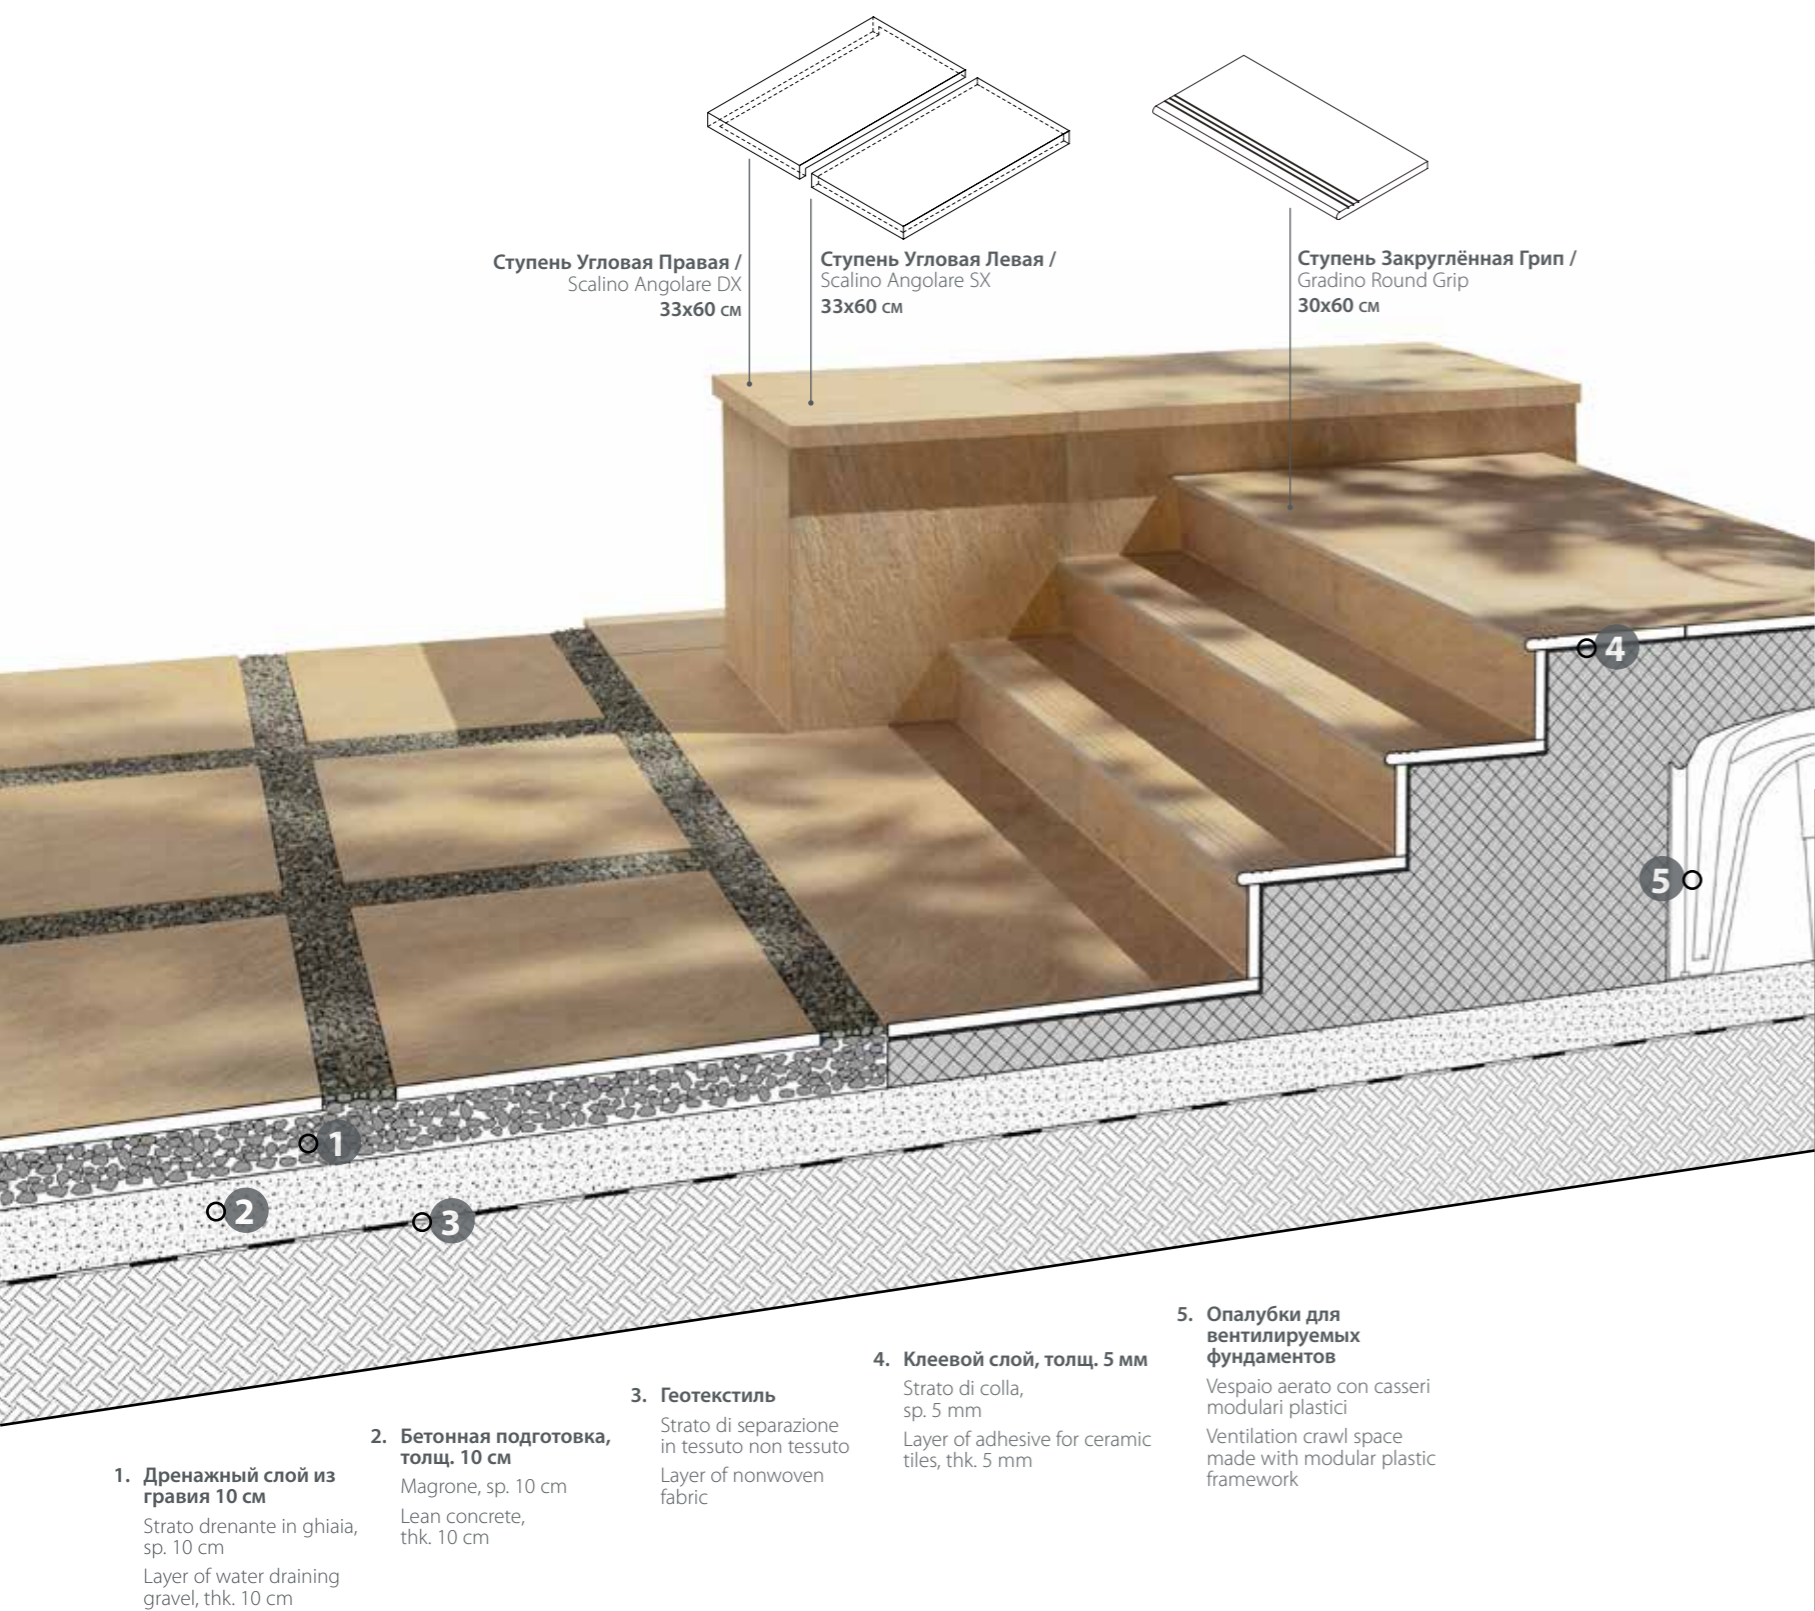 Ступень Угловая Правая /
Scalino Angolare DX
33x60 см
Ступень Угловая Левая /
Scalino Angolare SX
33x60 см
Ступень Закруглённая Грип /
Gradino Round Grip
30x60 см
4
5
1
2
3
1. Дренажный слой из
гравия 10 см
Strato drenante in ghiaia,
sp. 10 cm
Layer of water draining
gravel, thk. 10 cm
2. Бетонная подготовка,
толщ. 10 см
Magrone, sp. 10 cm
Lean concrete,
thk. 10 cm
3. Геотекстиль
Strato di separazione
in tessuto non tessuto
Layer of nonwoven
fabric
4. Клеевой слой, толщ. 5 мм
Strato di colla,
sp. 5 mm
Layer of adhesive for ceramic
tiles, thk. 5 mm
5. Опалубки для
вентилируемых
фундаментов
Vespaio aerato con casseri
modulari plastici
Ventilation crawl space
made with modular plastic
framework